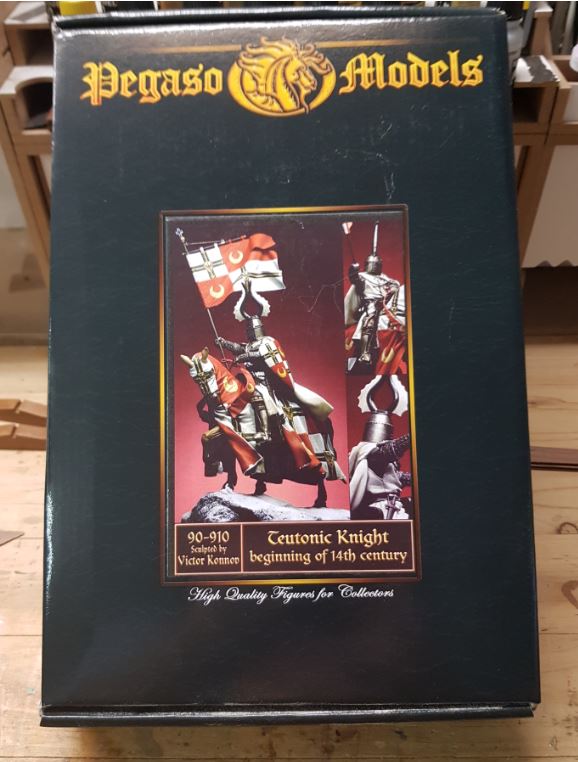 Pegaso Models
90-910
Sculpted by
Victor Konnov
Teutonic Knight
beginning of 14th century
High Quality Figures for Collectors